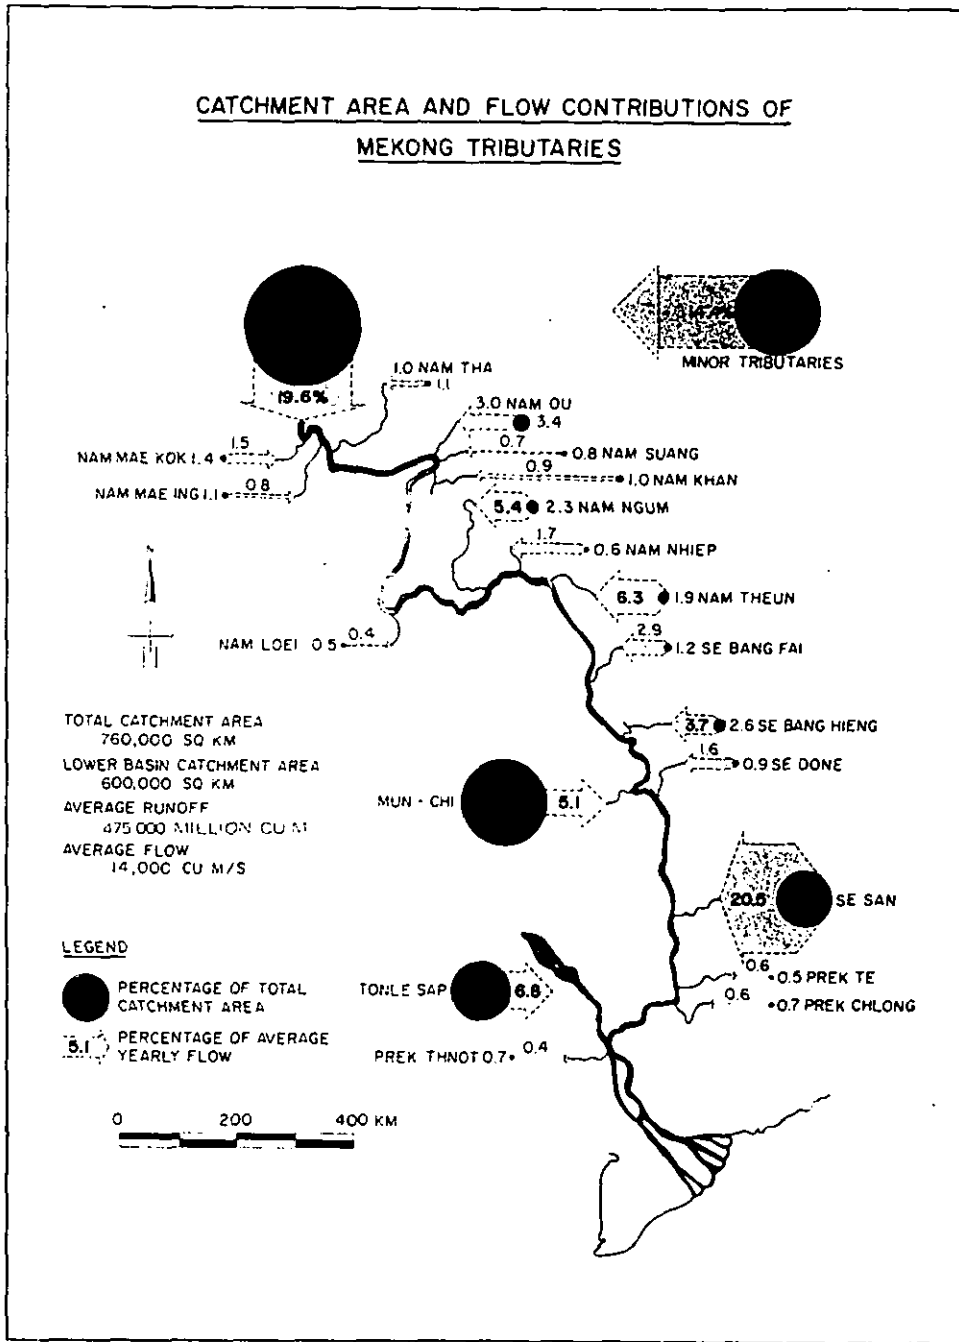 CATCHMENT AREA AND FLOW CONTRIBUTIONS OF
MEKONG TRIBUTARIES
MINOR TRIBUTARIES
19.6%
1.0 NAM THA
1.1
3.0 NAM OU
3.4
0.7
0.8 NAM SUANG
1.5
NAM MAE KOK 1.4
0.9
1.0 NAM KHAN
0.8
NAM MAE ING 1.1
5.4
2.3 NAM NGUM
1.7
0.6 NAM NHIEP
N
6.3
1.9 NAM THEUN
2.9
1.2 SE BANG FAI
0.4
NAM LOEI 0.5
3.7
2.6 SE BANG HIENG
1.6
0.9 SE DONE
TOTAL CATCHMENT AREA
760,000 SQ KM
LOWER BASIN CATCHMENT AREA
600,000 SQ KM
AVERAGE RUNOFF
475 000 MILLION CU M
AVERAGE FLOW
14,000 CU M/S
MUN - CHI
5.1
20.5
SE SAN
LEGEND
PERCENTAGE OF TOTAL
CATCHMENT AREA
5.1
PERCENTAGE OF AVERAGE
YEARLY FLOW
TONLE SAP
6.8
0.6
0.5 PREK TE
0.6
0.7 PREK CHLONG
PREK THNOT 0.7
0.4
0 200 400 KM